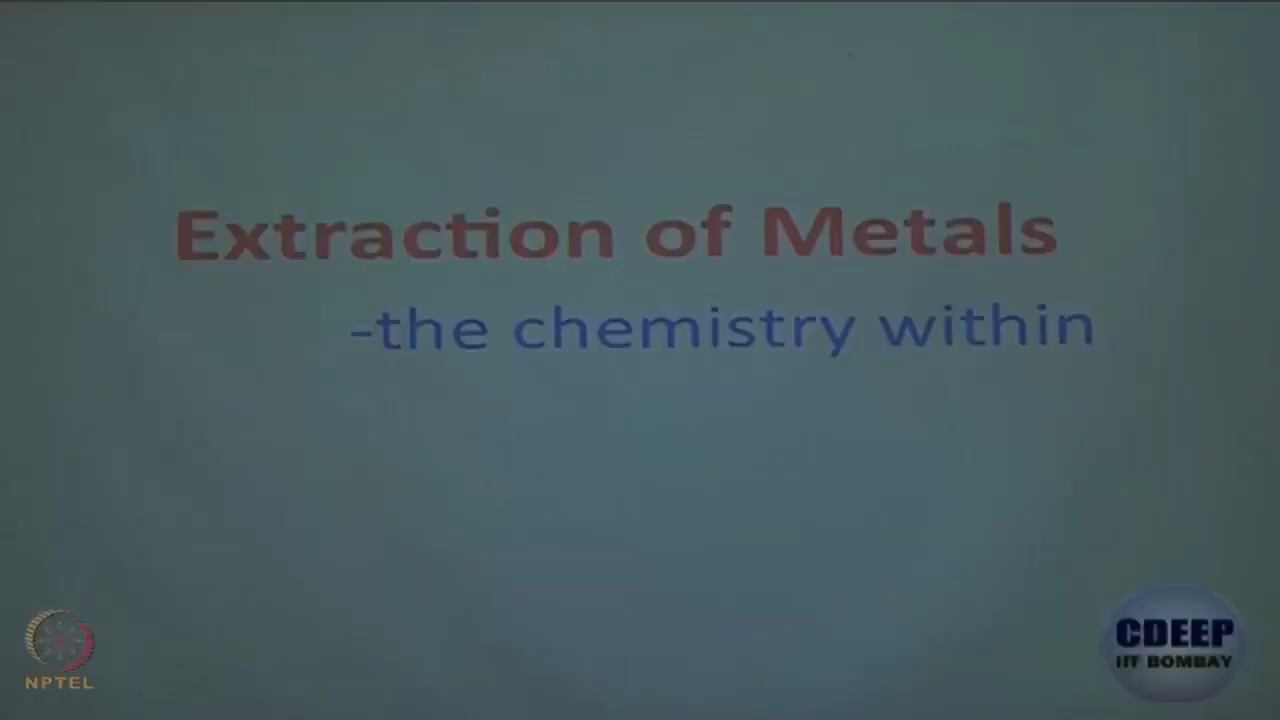 Extraction of Metals
-the chemistry within
NPTEL
CDEEP
IIT BOMBAY